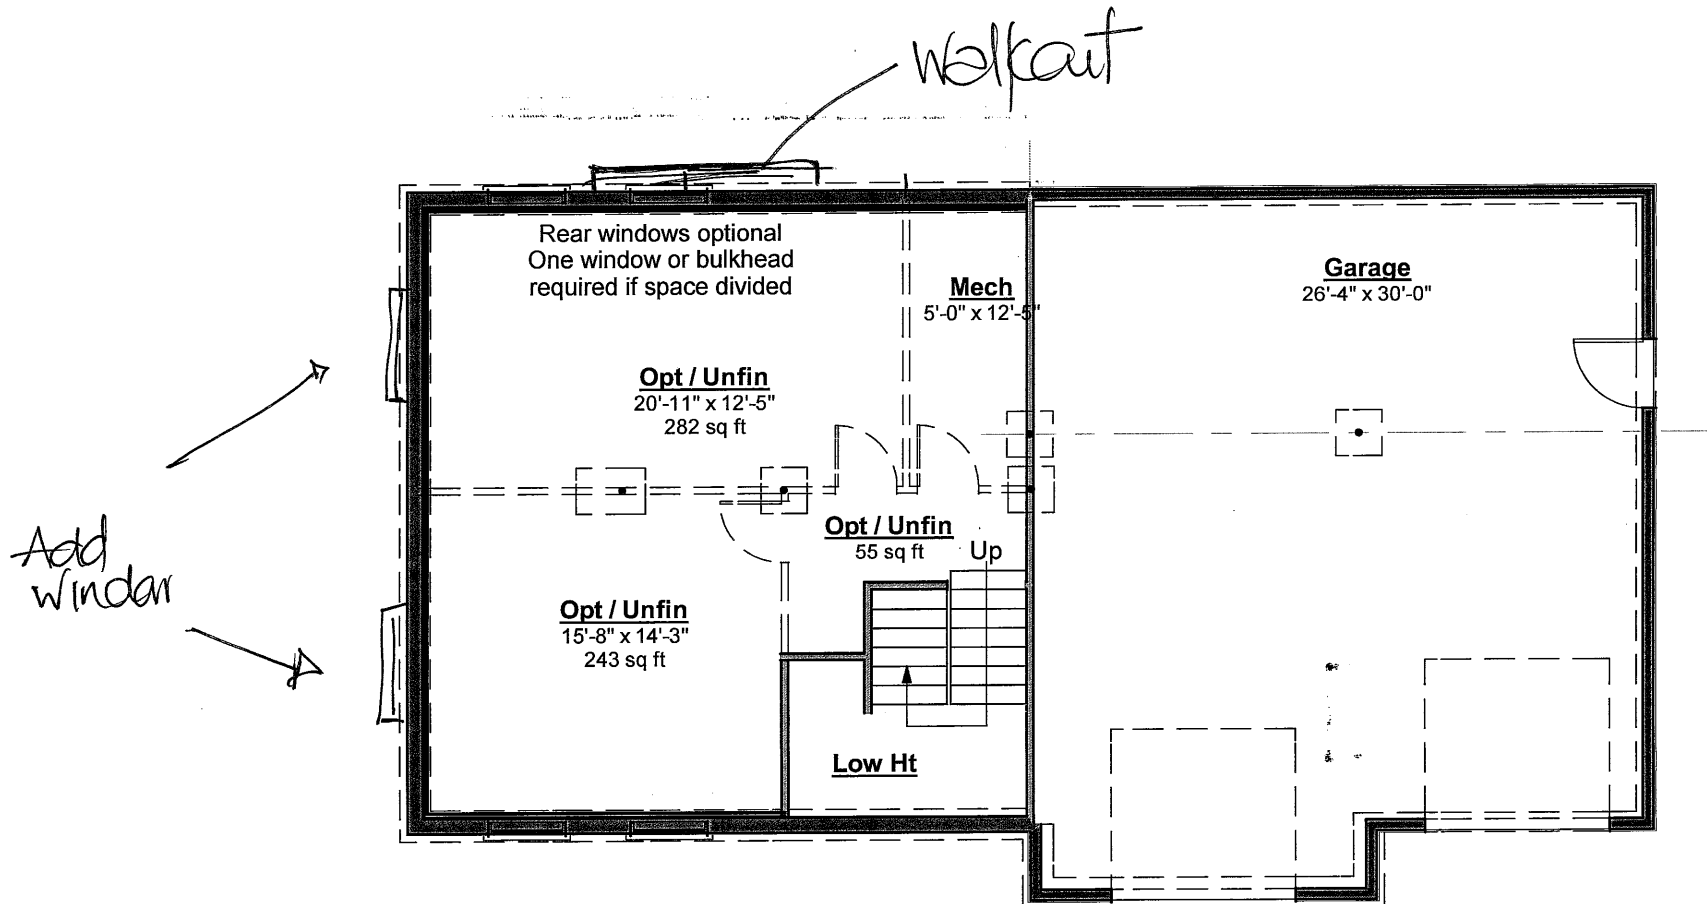 Walkout
Rear windows optional
One window or bulkhead
required if space divided
Mech
5'-0" x 12'-5"
Garage
26'-4" x 30'-0"
Opt / Unfin
20'-11" x 12'-5"
282 sq ft
Opt / Unfin
55 sq ft
Up
Add
window
Opt / Unfin
15'-8" x 14'-3"
243 sq ft
Low Ht